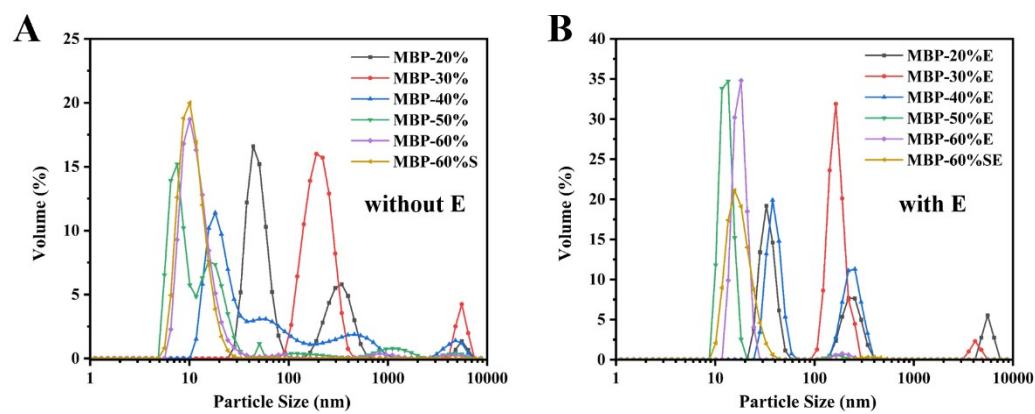 A
25
20
15
10
5
0
Volume (%)
1
10
100
1000
10000
Particle Size (nm)
MBP-20%
MBP-30%
MBP-40%
MBP-50%
MBP-60%
MBP-60%S
without E
B
40
35
30
25
20
15
10
5
0
Volume (%)
1
10
100
1000
10000
Particle Size (nm)
MBP-20%E
MBP-30%E
MBP-40%E
MBP-50%E
MBP-60%E
MBP-60%SE
with E